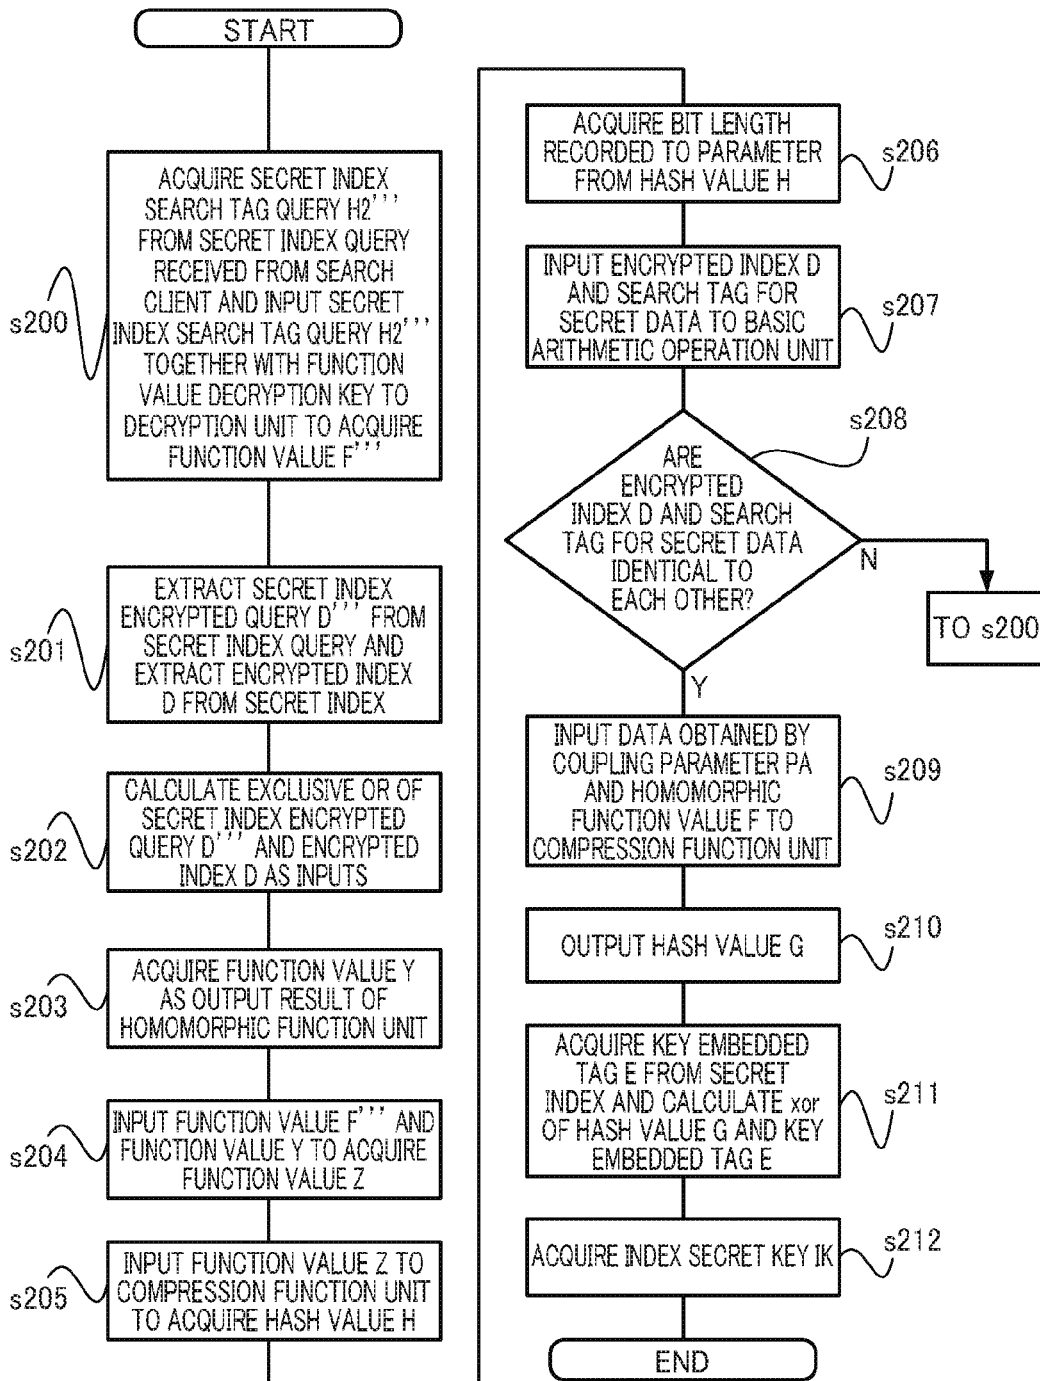 START
s200
ACQUIRE SECRET INDEX
SEARCH TAG QUERY H2'''
FROM SECRET INDEX QUERY
RECEIVED FROM SEARCH
CLIENT AND INPUT SECRET
INDEX SEARCH TAG QUERY H2'''
TOGETHER WITH FUNCTION
VALUE DECRYPTION KEY TO
DECRYPTION UNIT TO ACQUIRE
FUNCTION VALUE F'''
s201
EXTRACT SECRET INDEX
ENCRYPTED QUERY D''' FROM
SECRET INDEX QUERY AND
EXTRACT ENCRYPTED INDEX
D FROM SECRET INDEX
s202
CALCULATE EXCLUSIVE OR OF
SECRET INDEX ENCRYPTED
QUERY D''' AND ENCRYPTED
INDEX D AS INPUTS
s203
ACQUIRE FUNCTION VALUE Y
AS OUTPUT RESULT OF
HOMOMORPHIC FUNCTION UNIT
s204
INPUT FUNCTION VALUE F''' AND
FUNCTION VALUE Y TO ACQUIRE
FUNCTION VALUE Z
s205
INPUT FUNCTION VALUE Z TO
COMPRESSION FUNCTION UNIT
TO ACQUIRE HASH VALUE H
ACQUIRE BIT LENGTH
RECORDED TO PARAMETER
FROM HASH VALUE H
s206
INPUT ENCRYPTED INDEX D
AND SEARCH TAG FOR
SECRET DATA TO BASIC
ARITHMETIC OPERATION UNIT
s207
s208
ARE
ENCRYPTED
INDEX D AND SEARCH
TAG FOR SECRET DATA
IDENTICAL TO
EACH OTHER?
N
TO s200
Y
INPUT DATA OBTAINED BY
COUPLING PARAMETER PA
AND HOMOMORPHIC
FUNCTION VALUE F TO
COMPRESSION FUNCTION UNIT
s209
OUTPUT HASH VALUE G
s210
ACQUIRE KEY EMBEDDED
TAG E FROM SECRET
INDEX AND CALCULATE xor
OF HASH VALUE G AND KEY
EMBEDDED TAG E
s211
ACQUIRE INDEX SECRET KEY IK
s212
END